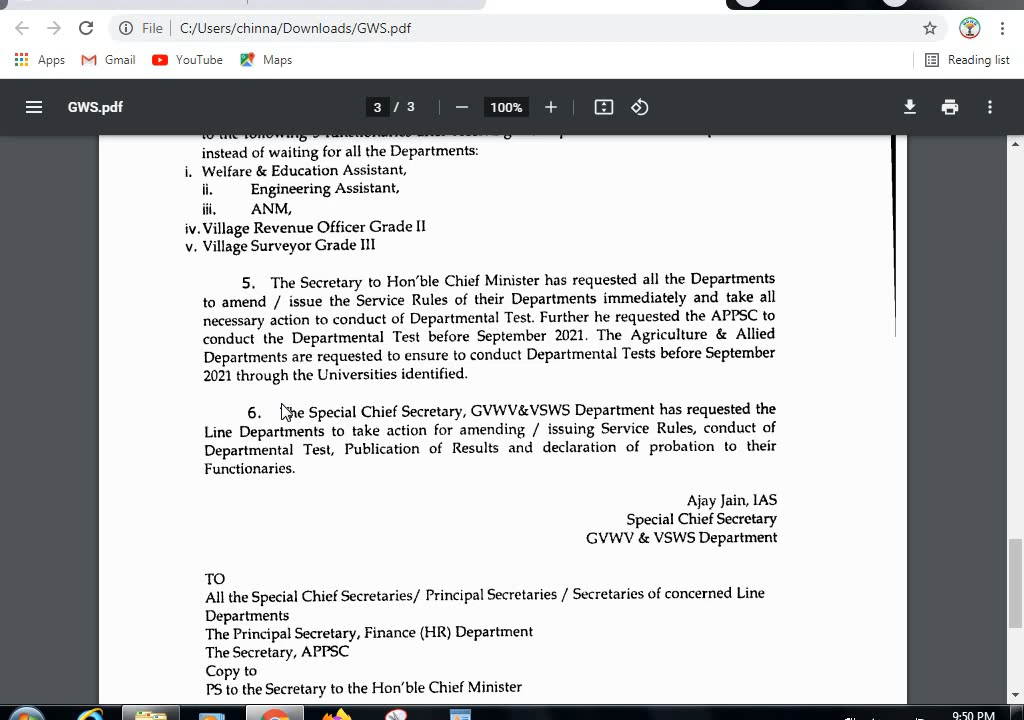 File | C:/Users/chinna/Downloads/GWS.pdf
Apps Gmail YouTube Maps Reading list
GWS.pdf 3 / 3 100%
instead of waiting for all the Departments:
i. Welfare & Education Assistant,
ii. Engineering Assistant,
iii. ANM,
iv. Village Revenue Officer Grade II
v. Village Surveyor Grade III
5. The Secretary to Hon'ble Chief Minister has requested all the Departments
to amend / issue the Service Rules of their Departments immediately and take all
necessary action to conduct of Departmental Test. Further he requested the APPSC to
conduct the Departmental Test before September 2021. The Agriculture & Allied
Departments are requested to ensure to conduct Departmental Tests before September
2021 through the Universities identified.
6. The Special Chief Secretary, GVWV&VSWS Department has requested the
Line Departments to take action for amending / issuing Service Rules, conduct of
Departmental Test, Publication of Results and declaration of probation to their
Functionaries.
Ajay Jain, IAS
Special Chief Secretary
GVWV & VSWS Department
TO
All the Special Chief Secretaries/ Principal Secretaries / Secretaries of concerned Line
Departments
The Principal Secretary, Finance (HR) Department
The Secretary, APPSC
Copy to
PS to the Secretary to the Hon'ble Chief Minister
9:50 PM